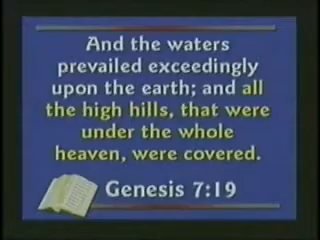 And the waters
prevailed exceedingly
upon the earth; and all
the high hills, that were
under the whole
heaven, were covered.
Genesis 7:19